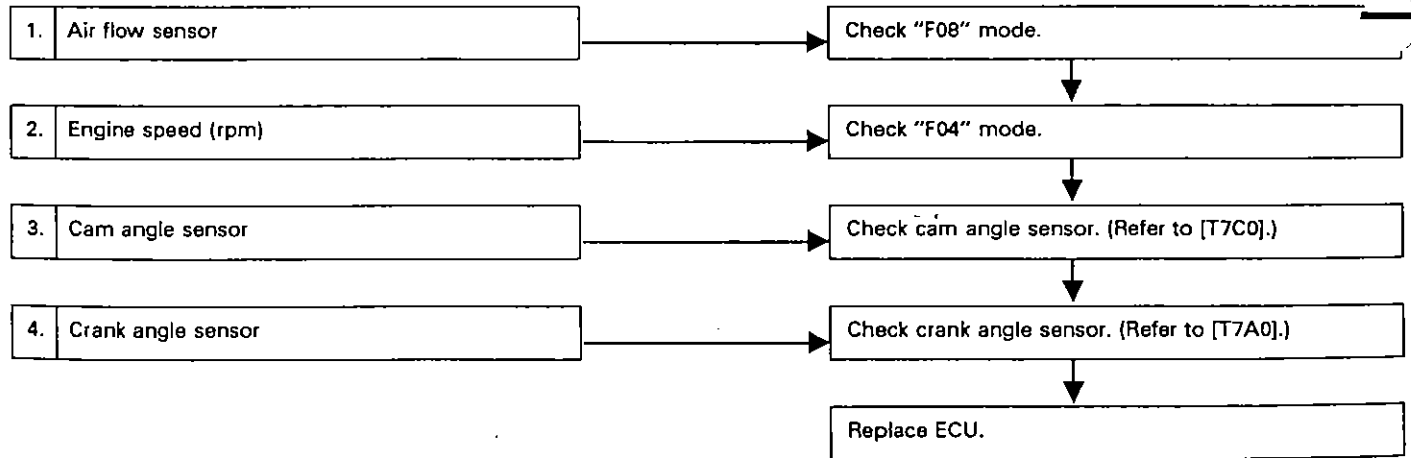 1. Air flow sensor
Check "F08" mode.
2. Engine speed (rpm)
Check "F04" mode.
3. Cam angle sensor
Check cam angle sensor. (Refer to [T7C0].)
4. Crank angle sensor
Check crank angle sensor. (Refer to [T7A0].)
Replace ECU.